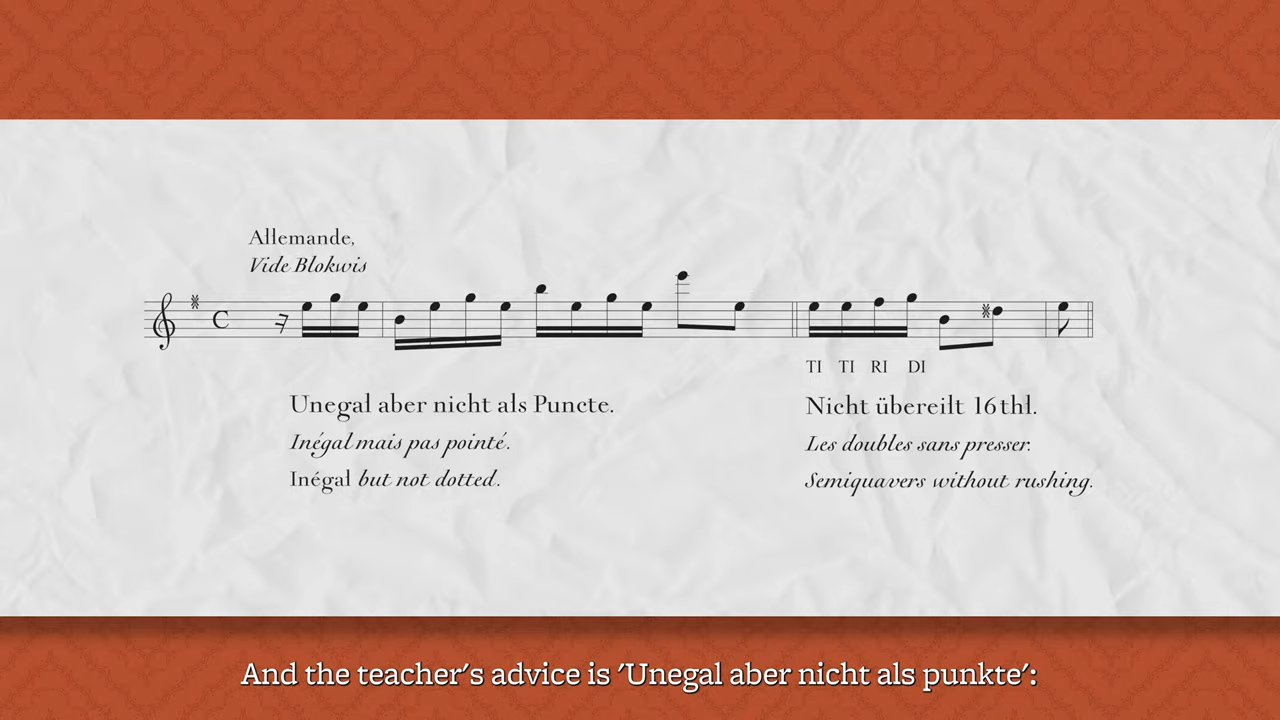 Allemande,
Vide Blokwis
C
TI TI RI DI
Unegal aber nicht als Puncte.
Inégal mais pas pointé.
Inégal but not dotted.
Nicht übereilt 16thl.
Les doubles sans presser.
Semiquavers without rushing.
And the teacher's advice is 'Unegal aber nicht als punkte':